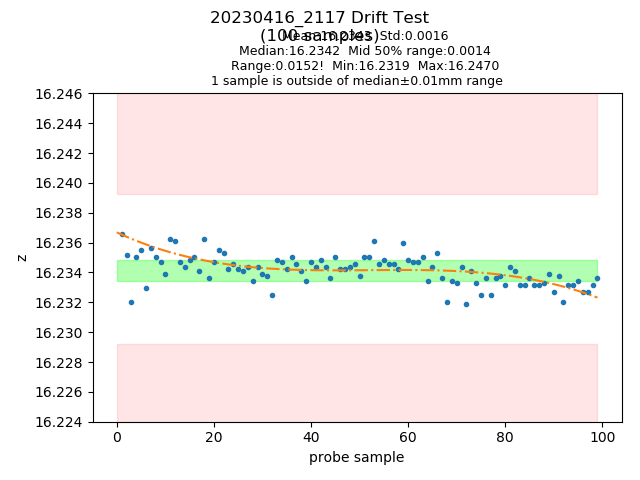 20230416_2117 Drift Test
(100 samples)
Std:0.0016
Median:16.2342 Mid 50% range:0.0014
Range:0.0152! Min:16.2319 Max:16.2470
1 sample is outside of median±0.01mm range
16.246
16.244
16.242
16.240
16.238
16.236
16.234
16.232
16.230
16.228
16.226
16.224
z
0
20
40
60
80
100
probe sample